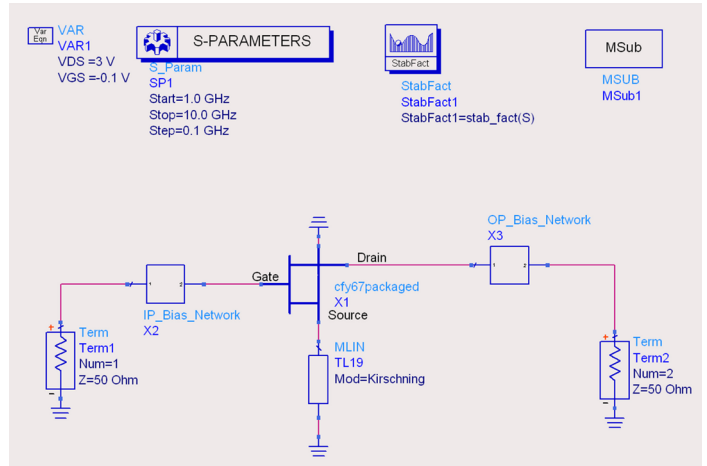 Var
Eqn
VAR
VAR1
VDS =3 V
VGS =-0.1 V
S-PARAMETERS
S_Param
SP1
Start=1.0 GHz
Stop=10.0 GHz
Step=0.1 GHz
StabFact
StabFact
StabFact1
StabFact1=stab_fact(S)
MSub
MSUB
MSub1
OP_Bias_Network
X3
1
2
Drain
Gate
cfy67packaged
X1
Source
1
2
IP_Bias_Network
X2
+
Term
Term1
Num=1
Z=50 Ohm
-
MLIN
TL19
Mod=Kirschning
+
Term
Term2
Num=2
Z=50 Ohm
-